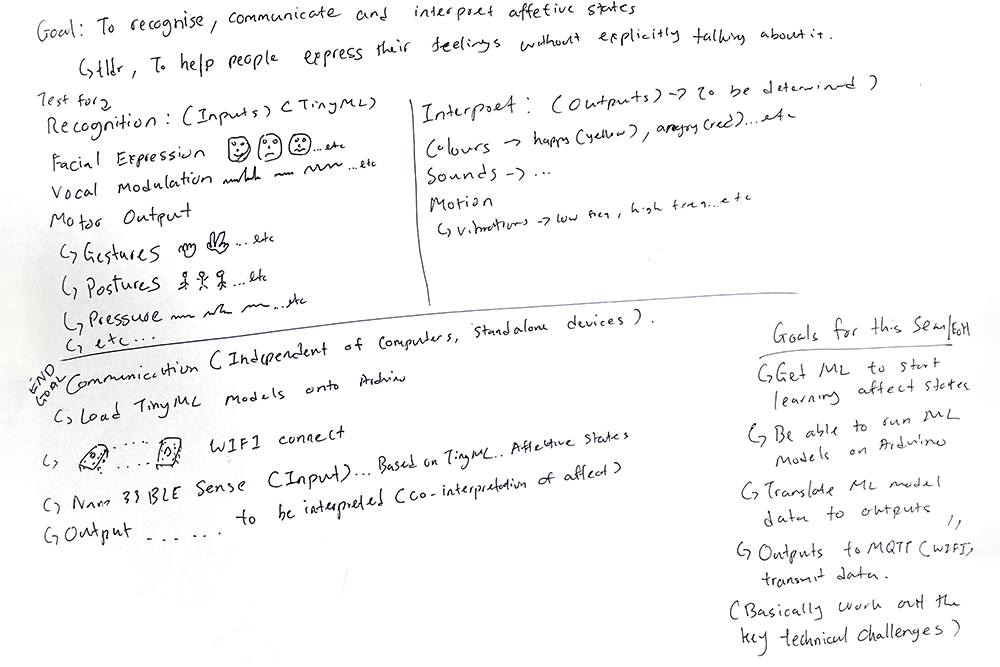 Goal: To recognise, communicate and interpret affetive states
↳ tldr, To help people express their feelings without explicitly talking about it.
Test for
Recognition: (Inputs) (TinyML)
Facial Expression ...etc
Vocal Modulation ...etc
Motor Output
↳ Gestures ...etc
↳ Postures ...etc
↳ Pressure ...etc
↳ etc...
Interpret: (Outputs) -> To be determined)
Colours -> happy (yellow), angry (red)...etc
Sounds -> ...
Motion
↳ vibrations -> low freq, high freq...etc
END GOAL
Communication (Independent of computers, standalone devices).
↳ Load TinyML models onto Arduino
↳ WIFI connect
↳ Nano 33 BLE Sense (Input)... Based on TinyML.. Affective States
↳ Output ...... to be interpreted (co-interpretation of affect)
Goals for this Sem/EoH
↳ Get ML to start
learning affect states
↳ Be able to run ML
models on Arduino
↳ Translate ML model
data to outputs
↳ Outputs to MQTT (WIFI),
transmit data.
(Basically work out the
key technical challenges)